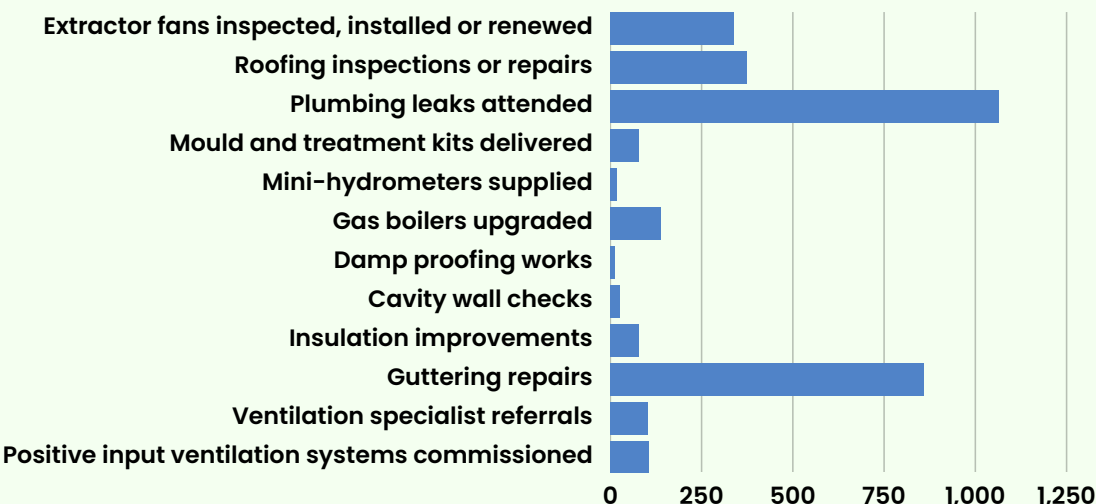 Extractor fans inspected, installed or renewed
Roofing inspections or repairs
Plumbing leaks attended
Mould and treatment kits delivered
Mini-hydrometers supplied
Gas boilers upgraded
Damp proofing works
Cavity wall checks
Insulation improvements
Guttering repairs
Ventilation specialist referrals
Positive input ventilation systems commissioned
0 250 500 750 1,000 1,250